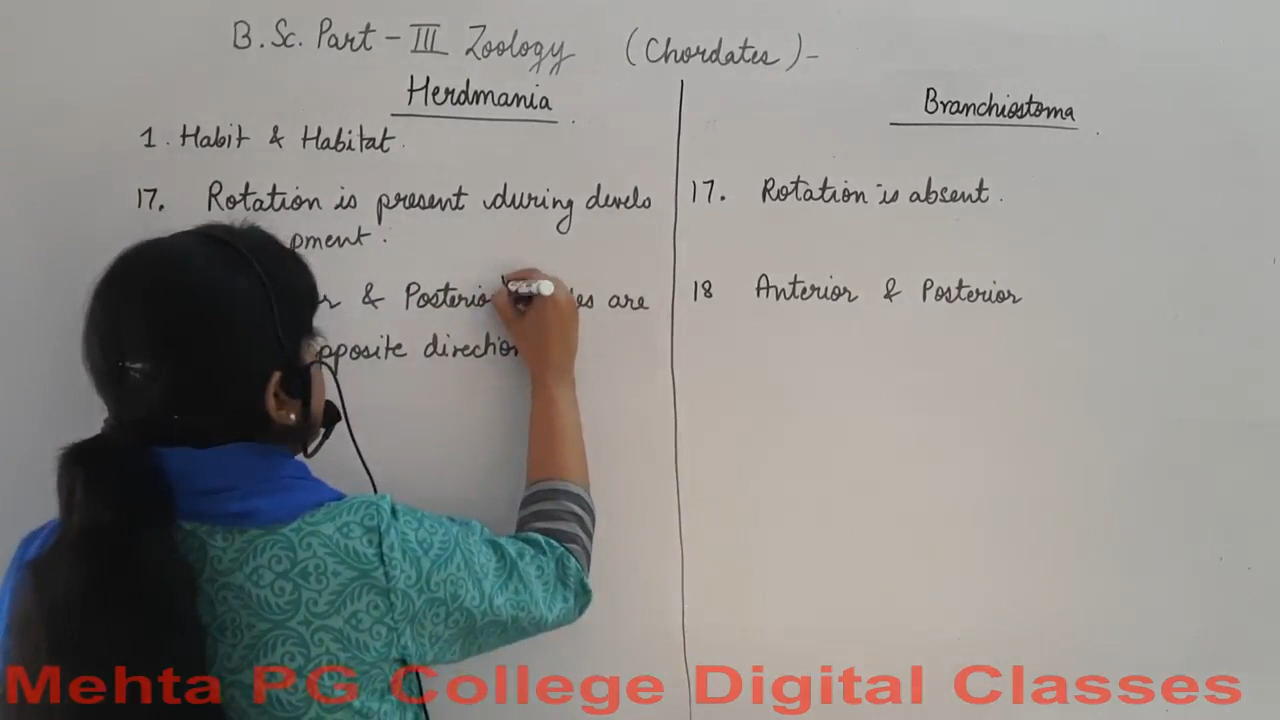 B.Sc. Part - III Zoology (Chordates) -
Herdmania
1. Habit & Habitat.
17. Rotation is present during develo
pment.
& Posterio are
pposite direction
Branchiostoma
17. Rotation is absent.
18 Anterior & Posterior
Mehta PG College Digital Classes